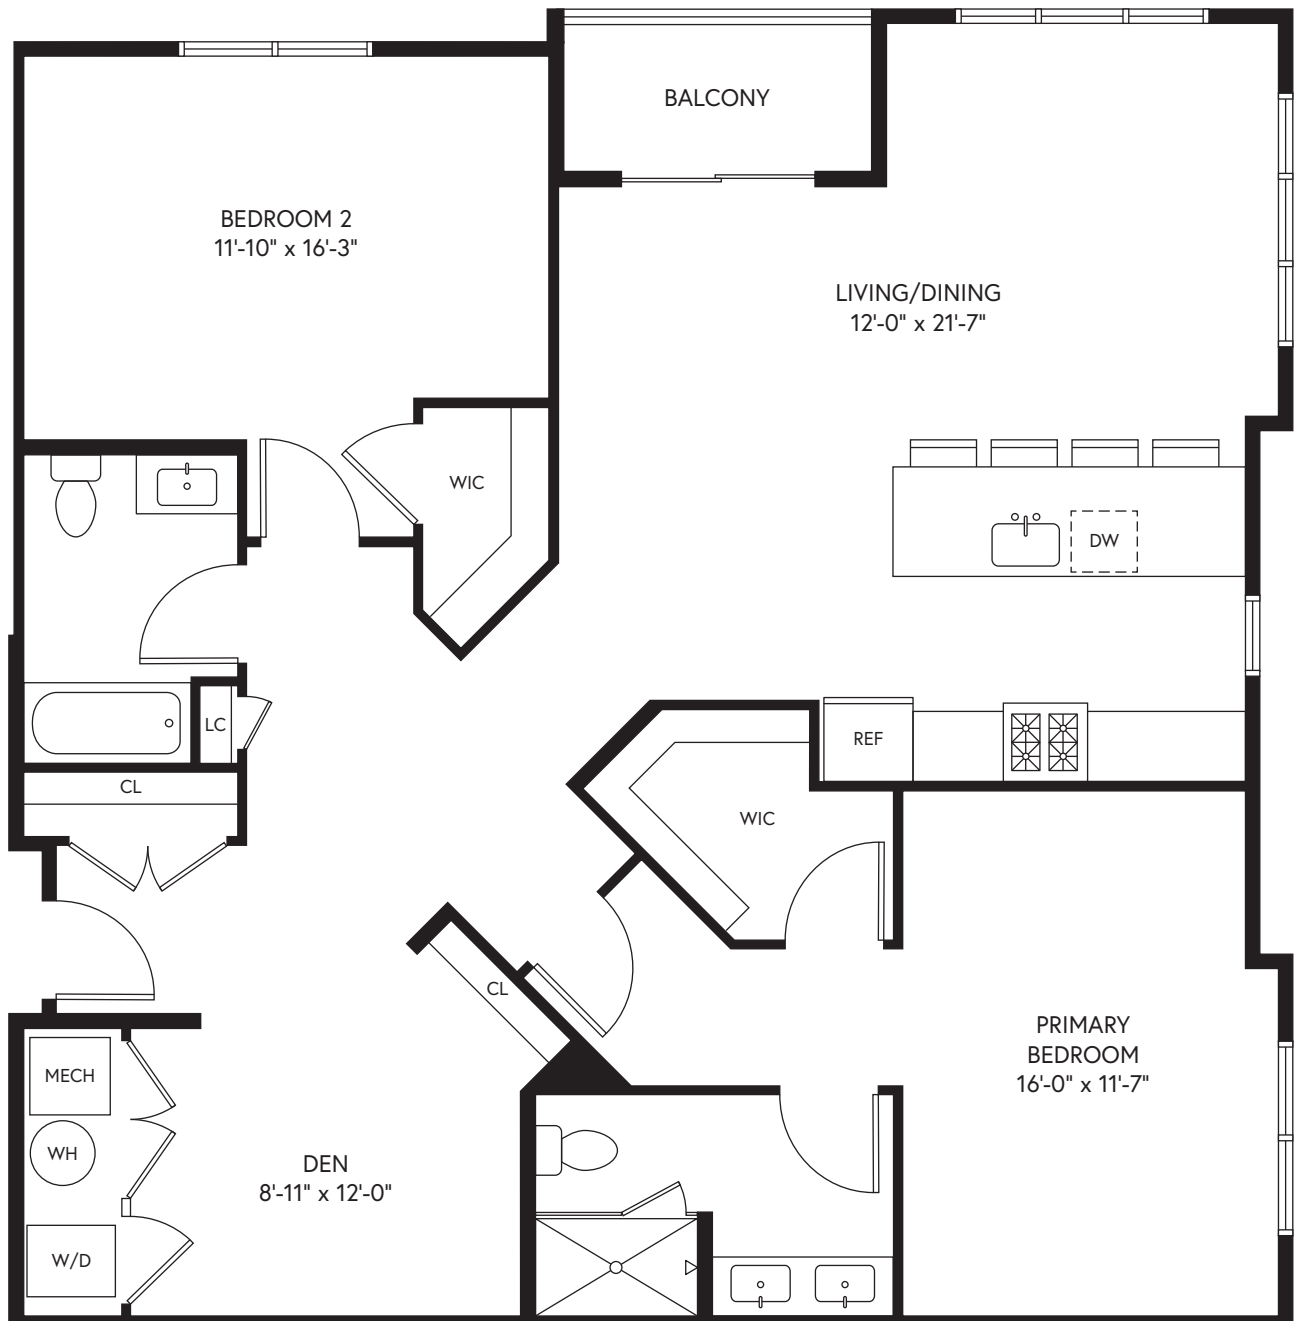 BALCONY
BEDROOM 2
11'-10" x 16'-3"
LIVING/DINING
12'-0" x 21'-7"
WIC
DW
LC
REF
CL
WIC
CL
PRIMARY
BEDROOM
16'-0" x 11'-7"
MECH
WH
DEN
8'-11" x 12'-0"
W/D